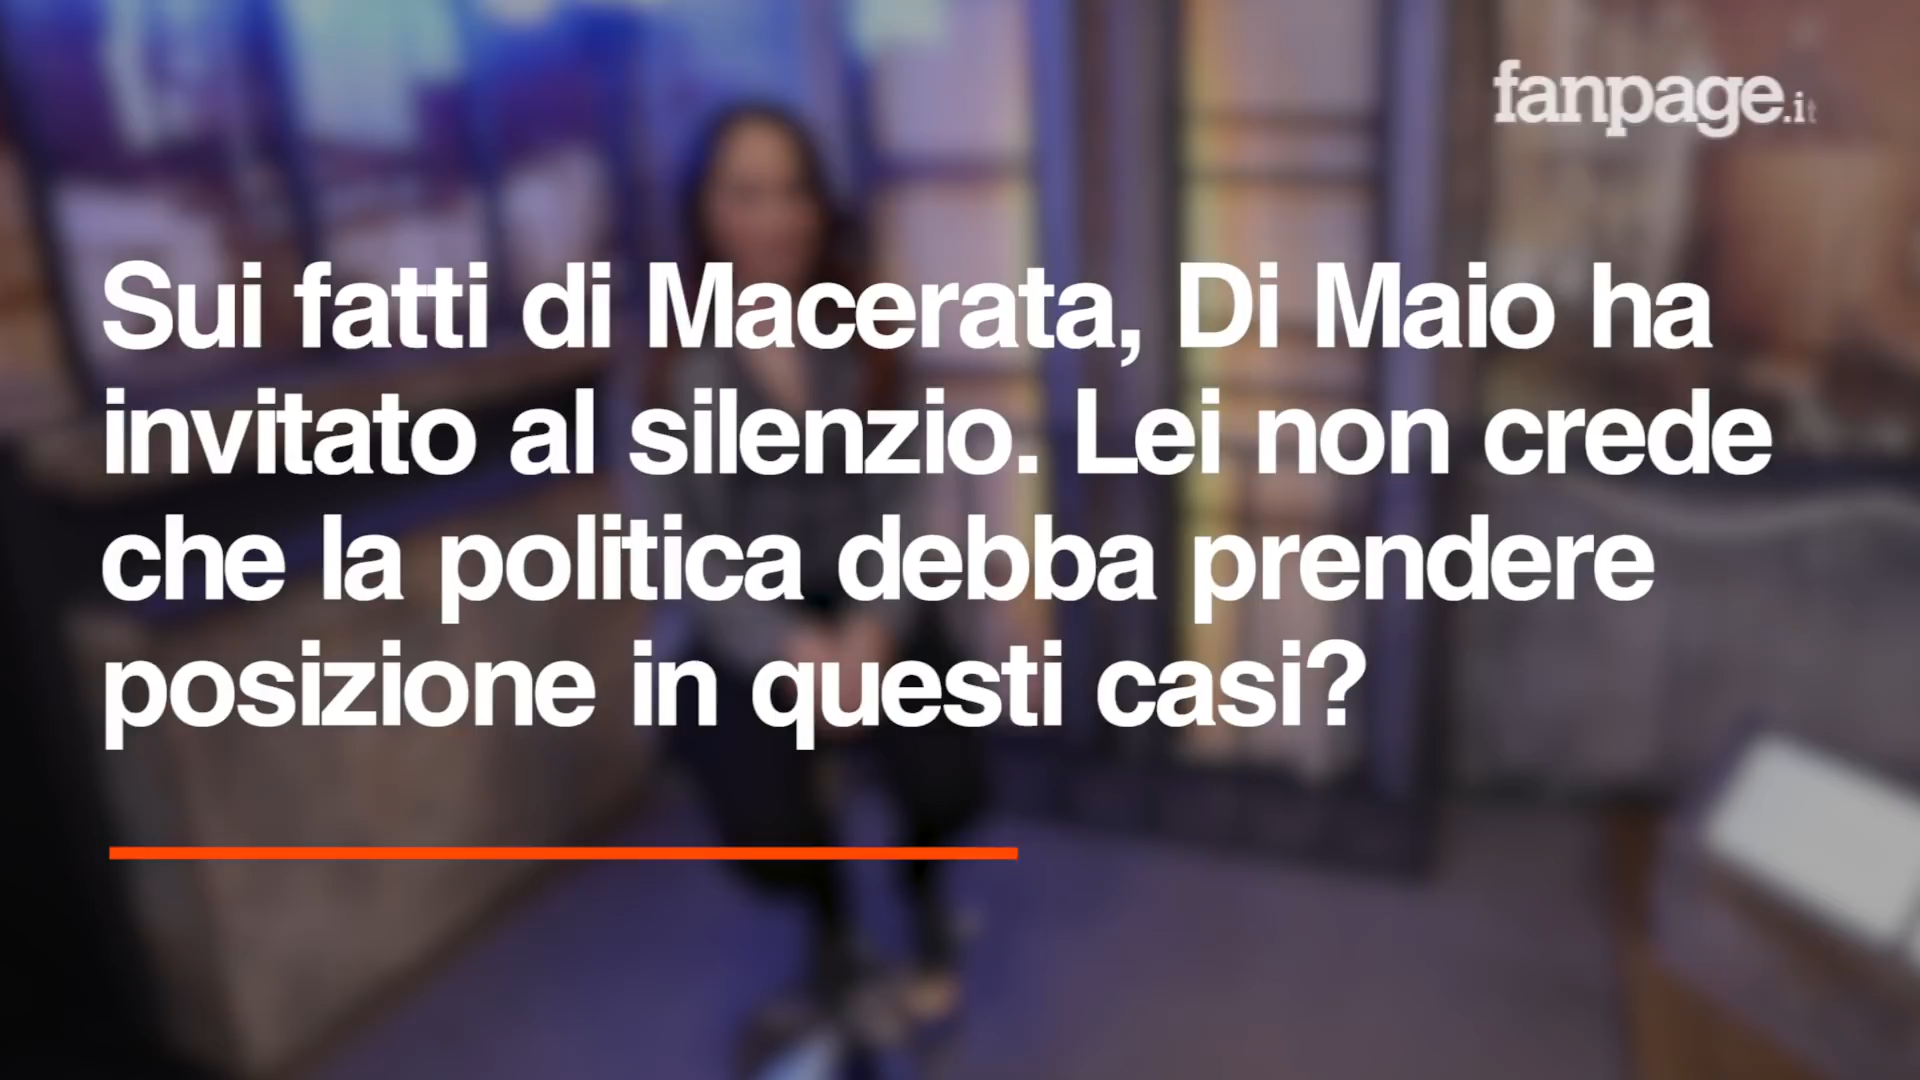 fanpage.it
Sui fatti di Macerata, Di Maio ha
invitato al silenzio. Lei non crede
che la politica debba prendere
posizione in questi casi?